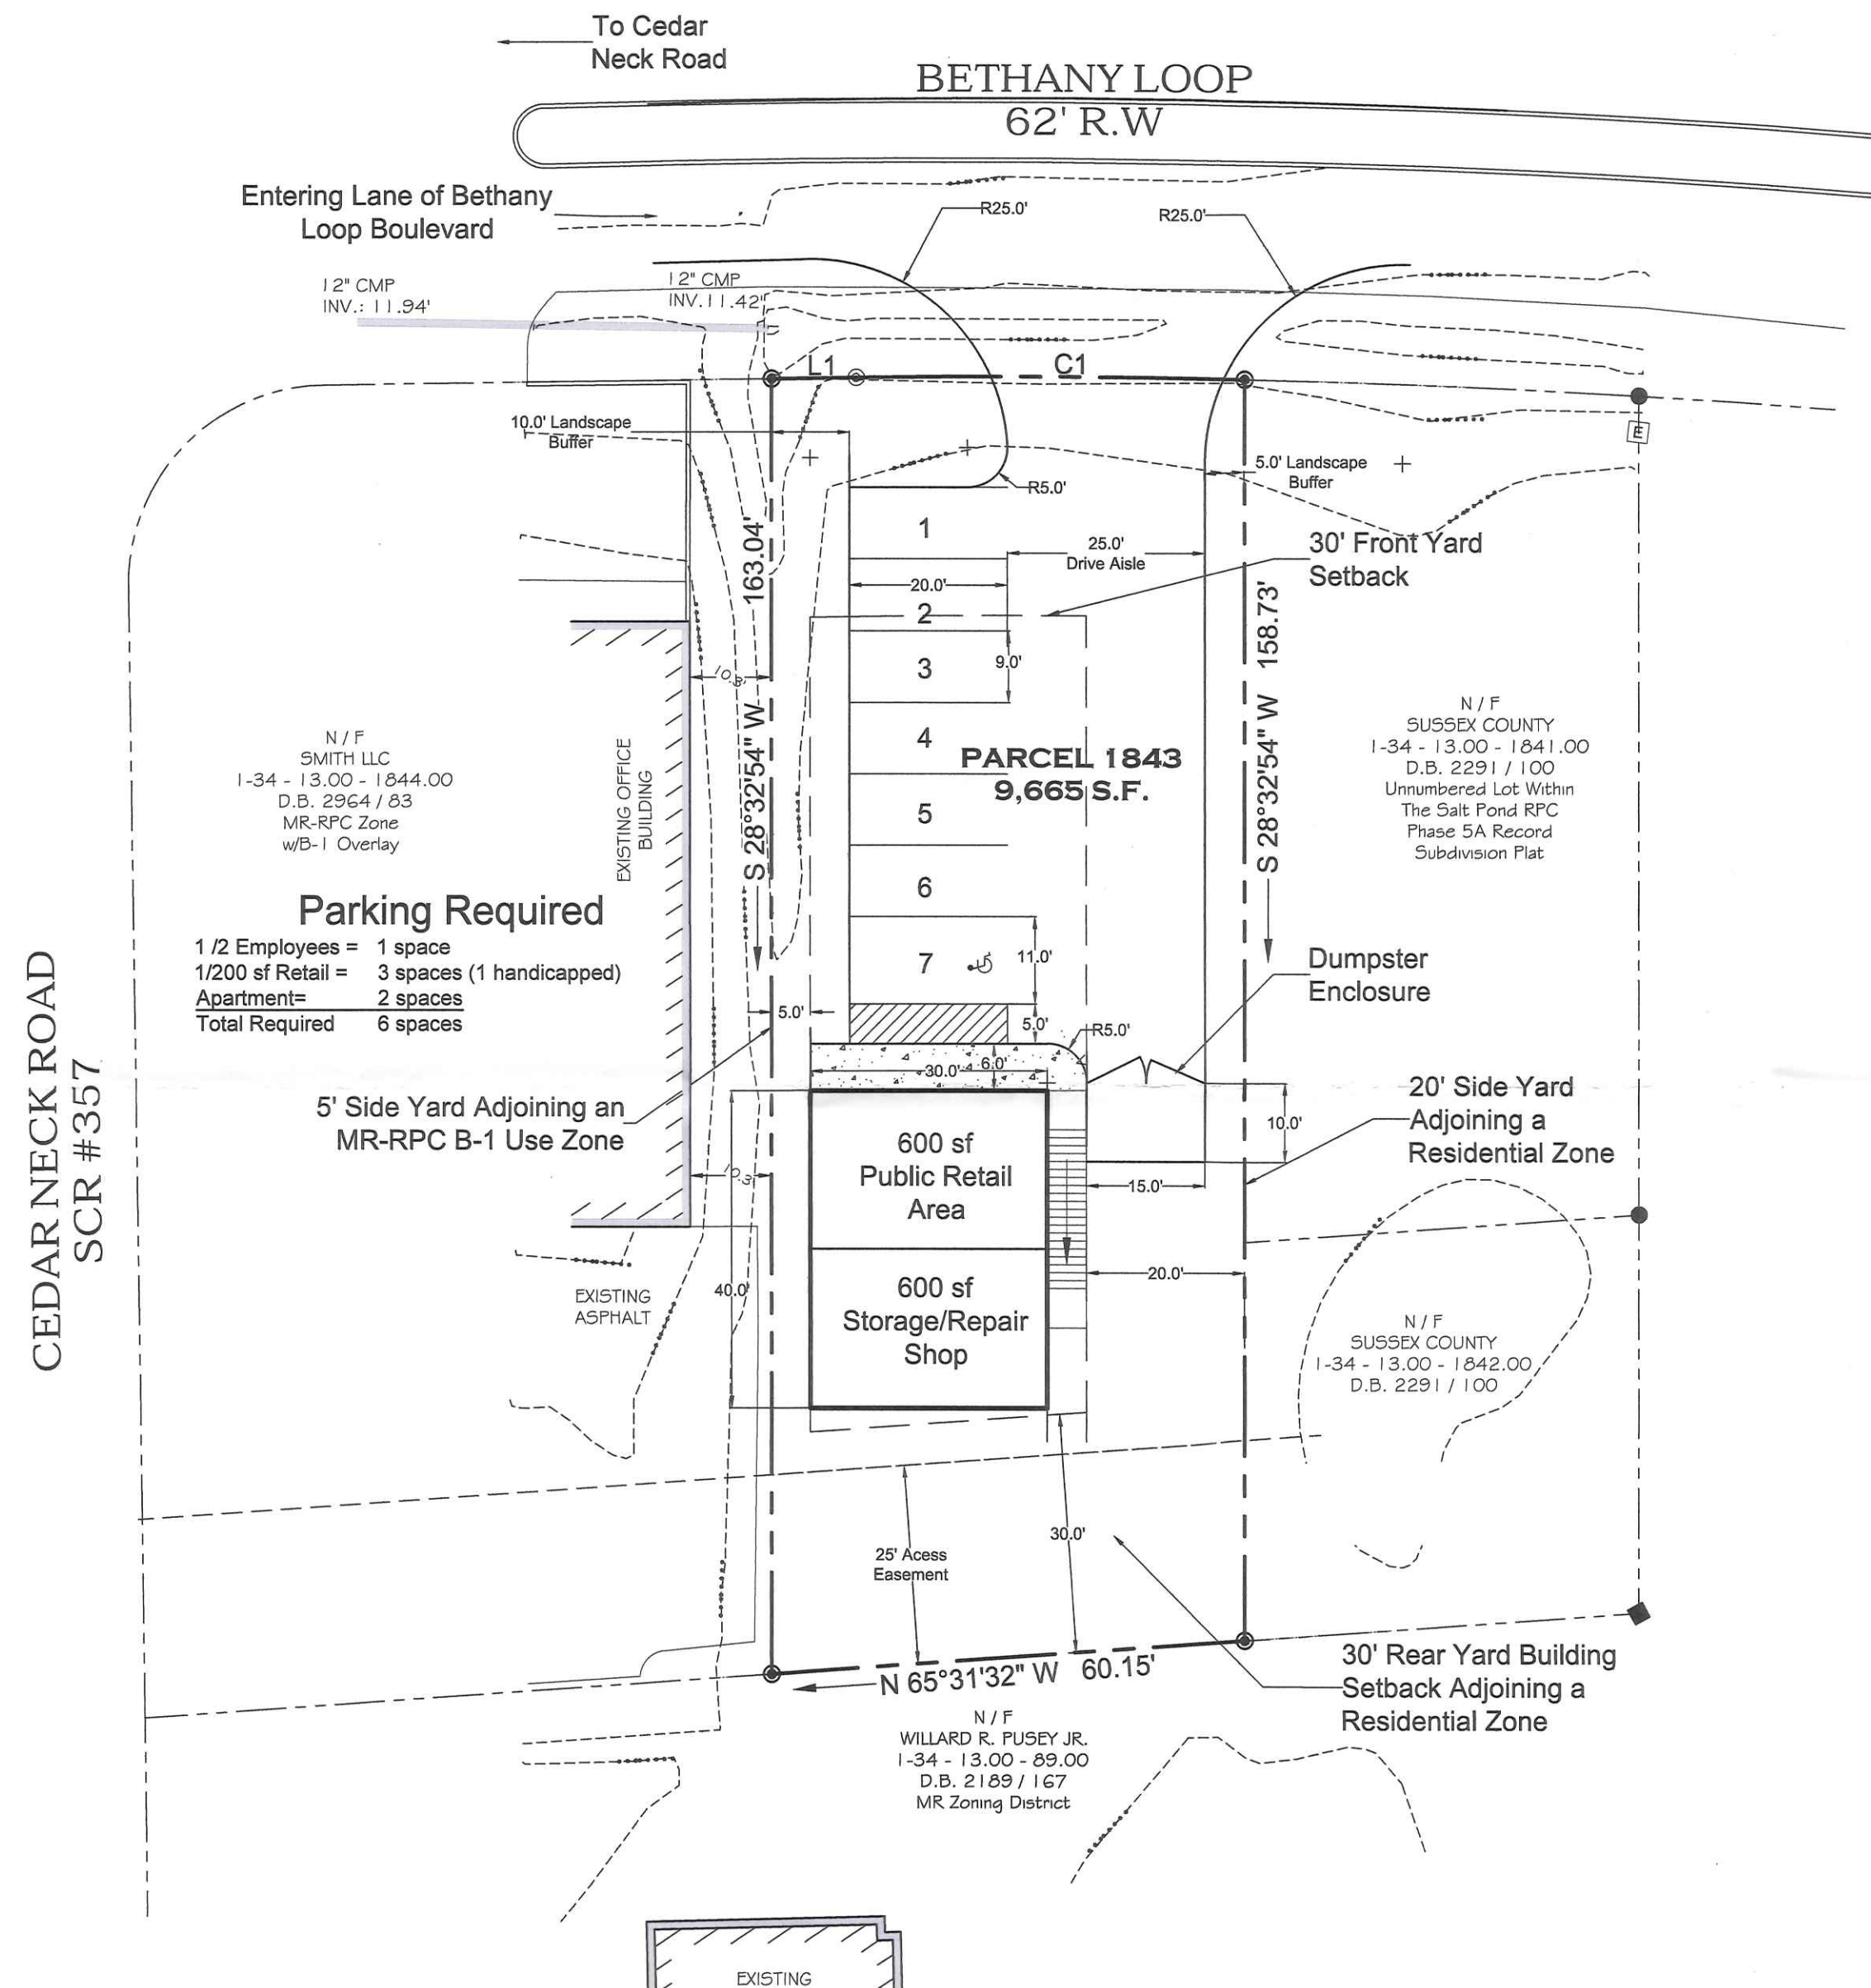 To Cedar
Neck Road
BETHANY LOOP
62' R.W
Entering Lane of Bethany
Loop Boulevard
R25.0'
R25.0'
12" CMP
INV.: 11.94'
12" CMP
INV.11.42'
L1
C1
10.0' Landscape
Buffer
E
5.0' Landscape
Buffer
R5.0'
163.04'
S 28°32'54" W
1
25.0'
Drive Aisle
30' Front Yard
Setback
20.0'
2
158.73'
S 28°32'54" W
3
9.0'
10.3'
4
PARCEL 1843
9,665 S.F.
5
6
7
11.0'
N / F
SMITH LLC
1-34 - 13.00 - 1844.00
D.B. 2964 / 83
MR-RPC Zone
w/B-1 Overlay
EXISTING OFFICE
BUILDING
N / F
SUSSEX COUNTY
1-34 - 13.00 - 1841.00
D.B. 2291 / 100
Unnumbered Lot Within
The Salt Pond RPC
Phase 5A Record
Subdivision Plat
Parking Required
1 /2 Employees = 1 space
1/200 sf Retail = 3 spaces (1 handicapped)
Apartment= 2 spaces
Total Required 6 spaces
Dumpster
Enclosure
CEDAR NECK ROAD
SCR #357
5.0'
5.0'
R5.0'
6.0'
30.0'
5' Side Yard Adjoining an
MR-RPC B-1 Use Zone
20' Side Yard
Adjoining a
Residential Zone
10.0'
600 sf
Public Retail
Area
10.3'
15.0'
20.0'
40.0'
600 sf
Storage/Repair
Shop
EXISTING
ASPHALT
N / F
SUSSEX COUNTY
1-34 - 13.00 - 1842.00
D.B. 2291 / 100
30.0'
25' Acess
Easement
N 65°31'32" W 60.15'
30' Rear Yard Building
Setback Adjoining a
Residential Zone
N / F
WILLARD R. PUSEY JR.
1-34 - 13.00 - 89.00
D.B. 2189 / 167
MR Zoning District
EXISTING